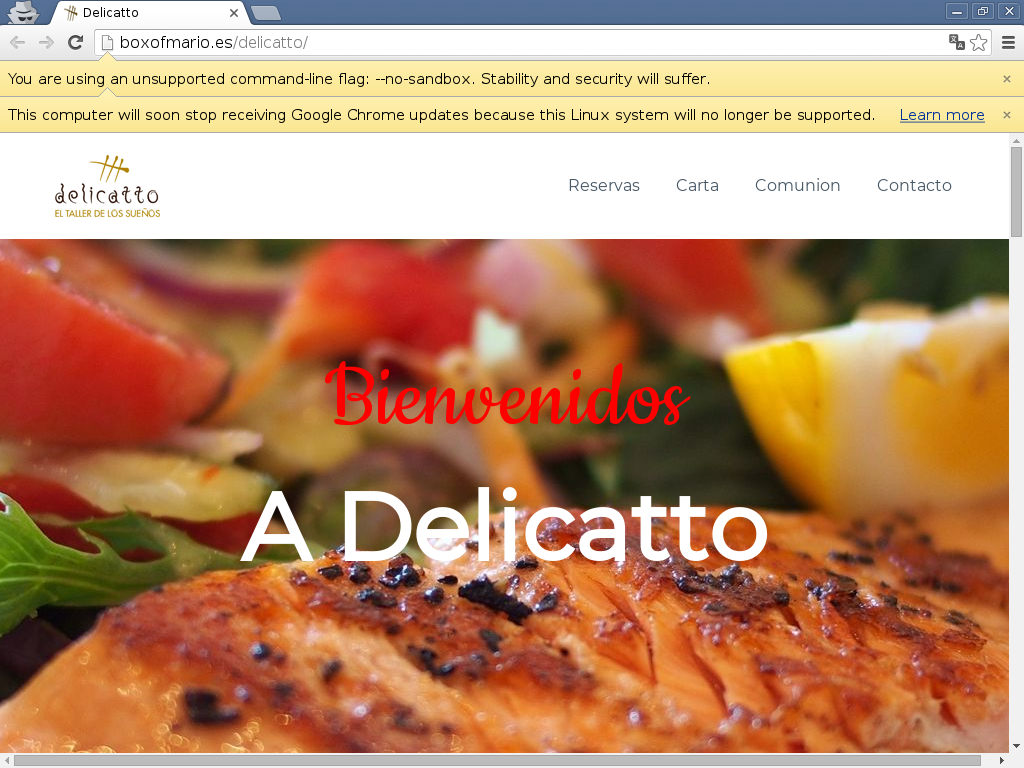 Delicatto
boxofmario.es/delicatto/
You are using an unsupported command-line flag: --no-sandbox. Stability and security will suffer.
This computer will soon stop receiving Google Chrome updates because this Linux system will no longer be supported. Learn more
delicatto
EL TALLER DE LOS SUEÑOS
Reservas Carta Comunion Contacto
Bienvenidos
A Delicatto